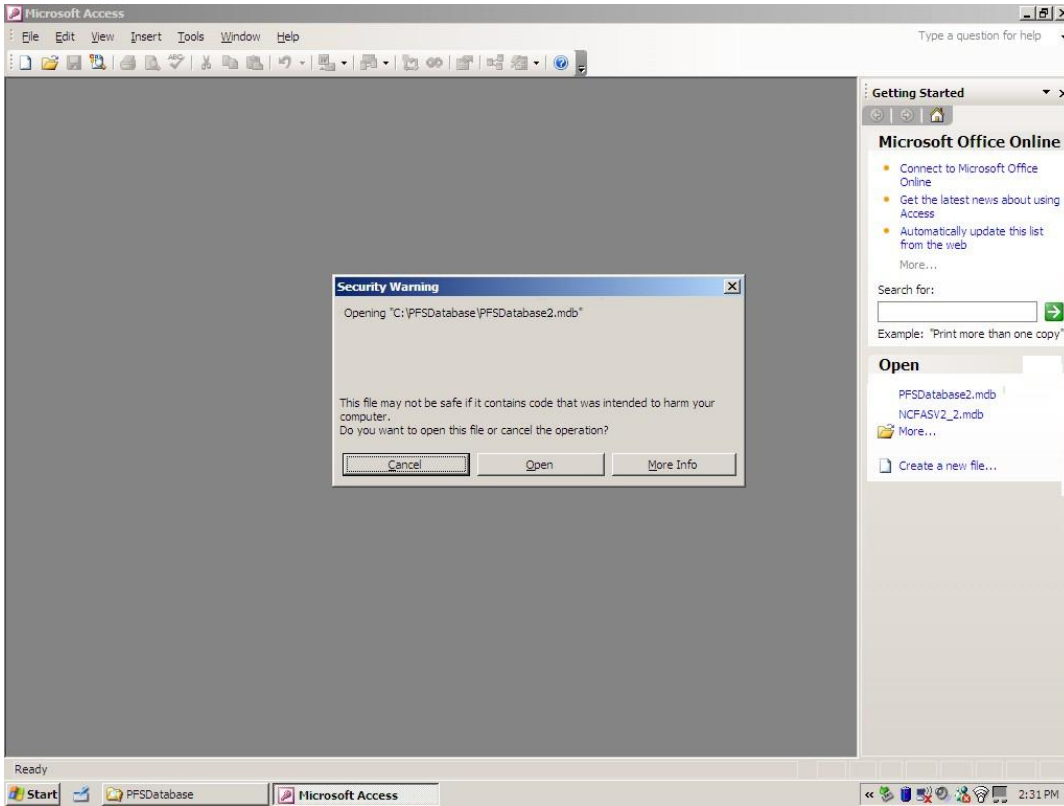 Microsoft Access
File Edit View Insert Tools Window Help
Type a question for help
Getting Started
Microsoft Office Online
Connect to Microsoft Office
Online
Get the latest news about using
Access
Automatically update this list
from the web
More...
Search for:
Example: "Print more than one copy"
Open
PFSDatabase2.mdb
NCFASV2_2.mdb
More...
Create a new file...
Security Warning
Opening "C:\PFSDatabase\PFSDatabase2.mdb"
This file may not be safe if it contains code that was intended to harm your
computer.
Do you want to open this file or cancel the operation?
Cancel Open More Info
Ready
Start PFSDatabase Microsoft Access 2:31 PM